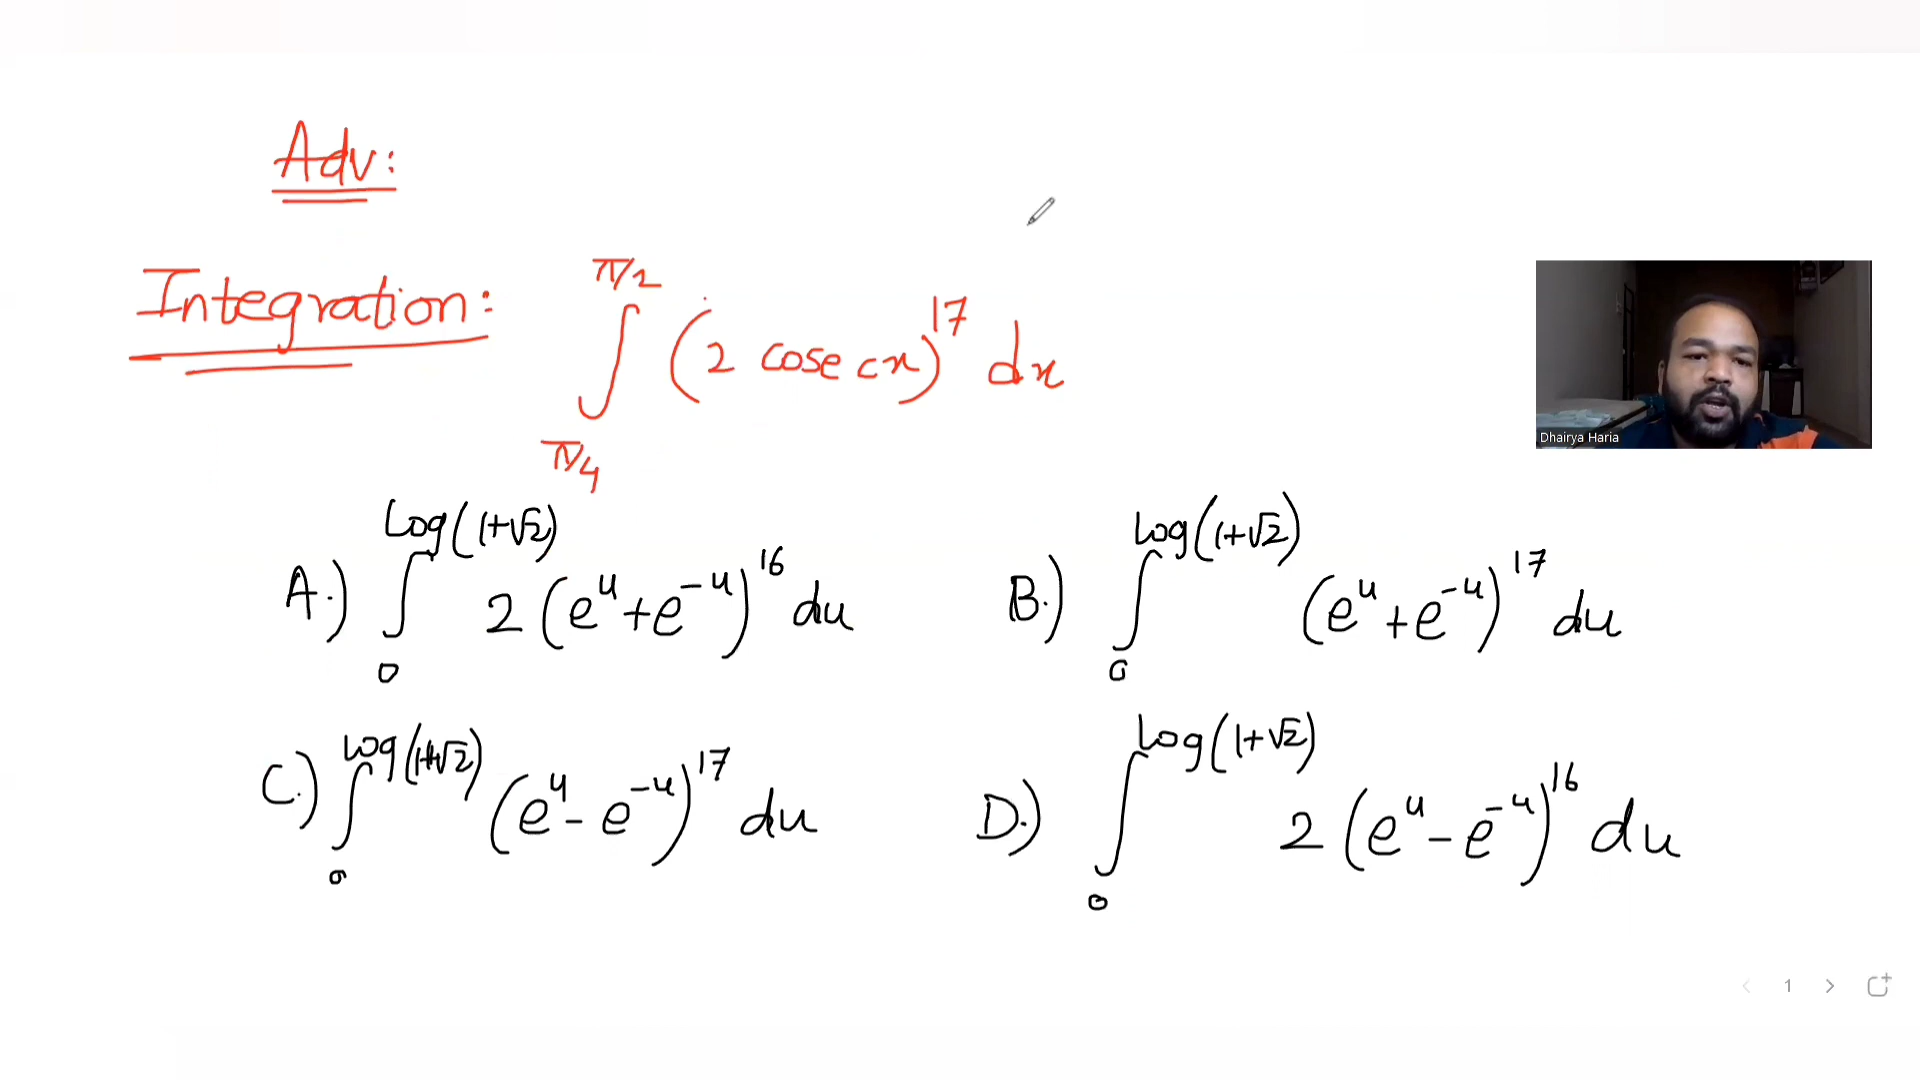 Adv:
Integration: ∫_{π/4}^{π/2} (2 cosec x)^17 dx
Dhairya Haria
A.) ∫_0^{log(1+√2)} 2(e^u+e^-u)^16 du
B.) ∫_0^{log(1+√2)} (e^u+e^-u)^17 du
C.) ∫_0^{log(1+√2)} (e^u-e^-u)^17 du
D.) ∫_0^{log(1+√2)} 2(e^u-e^-u)^16 du
1